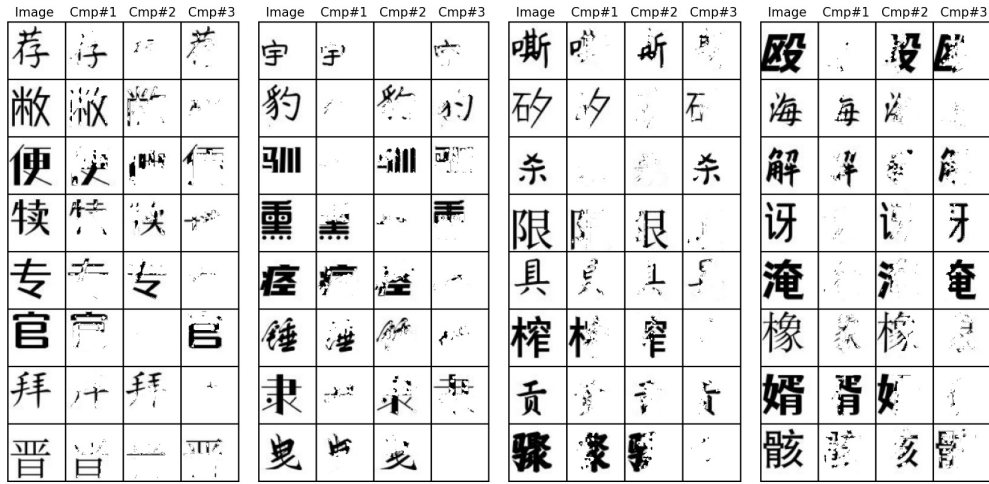 Image Cmp#1 Cmp#2 Cmp#3 Image Cmp#1 Cmp#2 Cmp#3 Image Cmp#1 Cmp#2 Cmp#3 Image Cmp#1 Cmp#2 Cmp#3
荐 宇 嘶 殴
敝 豹 矽 海
便 驯 杀 解
犊 熏 限 讶
专 痉 具 淹
官 锤 榨 橡
拜 隶 贡 婿
晋 曳 骤 骸